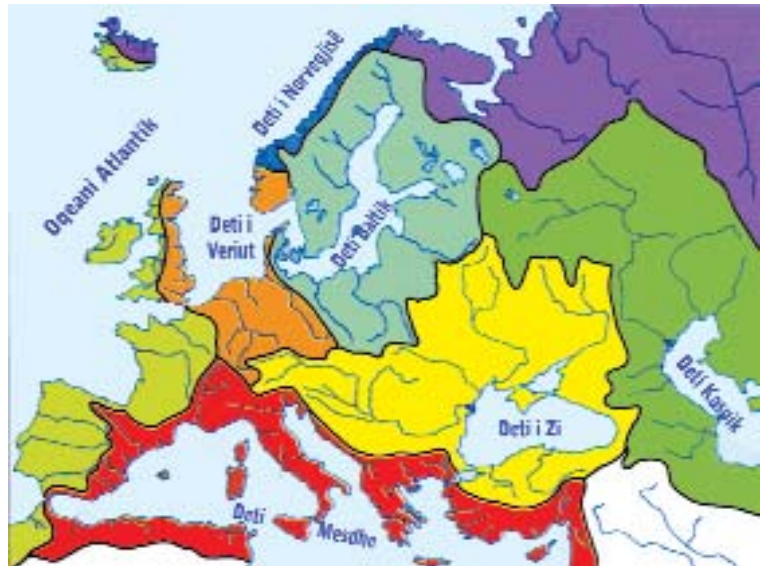 Deti i Norvegjisë
Oqeani Atlantik
Deti i
Veriut
Deti Baltik
Deti Kaspik
Deti i Zi
Deti
Mesdhe